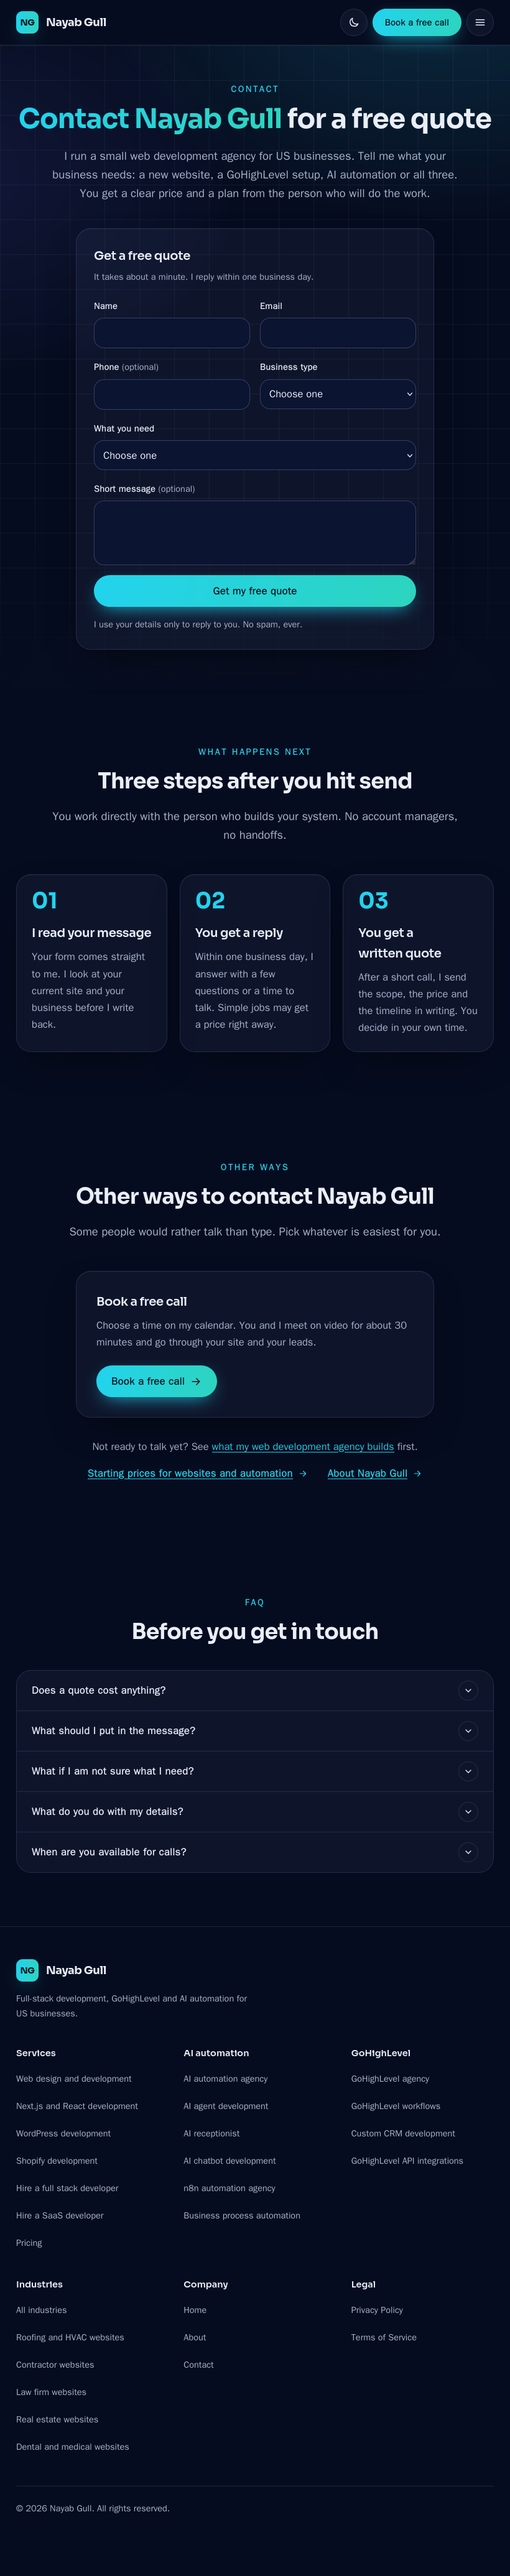 NG Nayab Gull
Book a free call
CONTACT
Contact Nayab Gull for a free quote
I run a small web development agency for US businesses. Tell me what your
business needs: a new website, a GoHighLevel setup, AI automation or all three.
You get a clear price and a plan from the person who will do the work.
Get a free quote
It takes about a minute. I reply within one business day.
Name
Email
Phone (optional)
Business type
Choose one
What you need
Choose one
Short message (optional)
Get my free quote
I use your details only to reply to you. No spam, ever.
WHAT HAPPENS NEXT
Three steps after you hit send
You work directly with the person who builds your system. No account managers,
no handoffs.
01
I read your message
Your form comes straight
to me. I look at your
current site and your
business before I write
back.
02
You get a reply
Within one business day, I
answer with a few
questions or a time to
talk. Simple jobs may get
a price right away.
03
You get a
written quote
After a short call, I send
the scope, the price and
the timeline in writing. You
decide in your own time.
OTHER WAYS
Other ways to contact Nayab Gull
Some people would rather talk than type. Pick whatever is easiest for you.
Book a free call
Choose a time on my calendar. You and I meet on video for about 30
minutes and go through your site and your leads.
Book a free call →
Not ready to talk yet? See what my web development agency builds first.
Starting prices for websites and automation →
About Nayab Gull →
FAQ
Before you get in touch
Does a quote cost anything?
What should I put in the message?
What if I am not sure what I need?
What do you do with my details?
When are you available for calls?
NG Nayab Gull
Full-stack development, GoHighLevel and AI automation for
US businesses.
Services
Web design and development
Next.js and React development
WordPress development
Shopify development
Hire a full stack developer
Hire a SaaS developer
Pricing
AI automation
AI automation agency
AI agent development
AI receptionist
AI chatbot development
n8n automation agency
Business process automation
GoHighLevel
GoHighLevel agency
GoHighLevel workflows
Custom CRM development
GoHighLevel API integrations
Industries
All industries
Roofing and HVAC websites
Contractor websites
Law firm websites
Real estate websites
Dental and medical websites
Company
Home
About
Contact
Legal
Privacy Policy
Terms of Service
© 2026 Nayab Gull. All rights reserved.